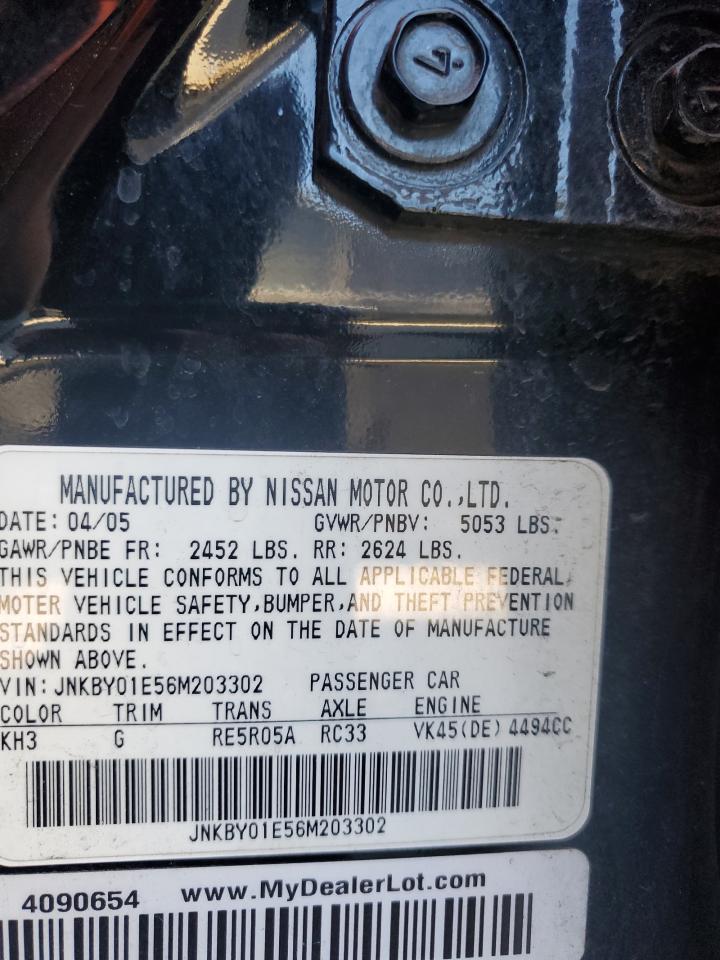 4
MANUFACTURED BY NISSAN MOTOR CO.,LTD.
DATE: 04/05 GVWR/PNBV: 5053 LBS.
GAWR/PNBE FR: 2452 LBS. RR: 2624 LBS.
THIS VEHICLE CONFORMS TO ALL APPLICABLE FEDERAL,
MOTER VEHICLE SAFETY,BUMPER,AND THEFT PREVENTION
STANDARDS IN EFFECT ON THE DATE OF MANUFACTURE
SHOWN ABOVE.
VIN: JNKBY01E56M203302 PASSENGER CAR
COLOR TRIM TRANS AXLE ENGINE
KH3 G RE5R05A RC33 VK45(DE) 4494CC
JNKBY01E56M203302
4090654 www.MyDealerLot.com